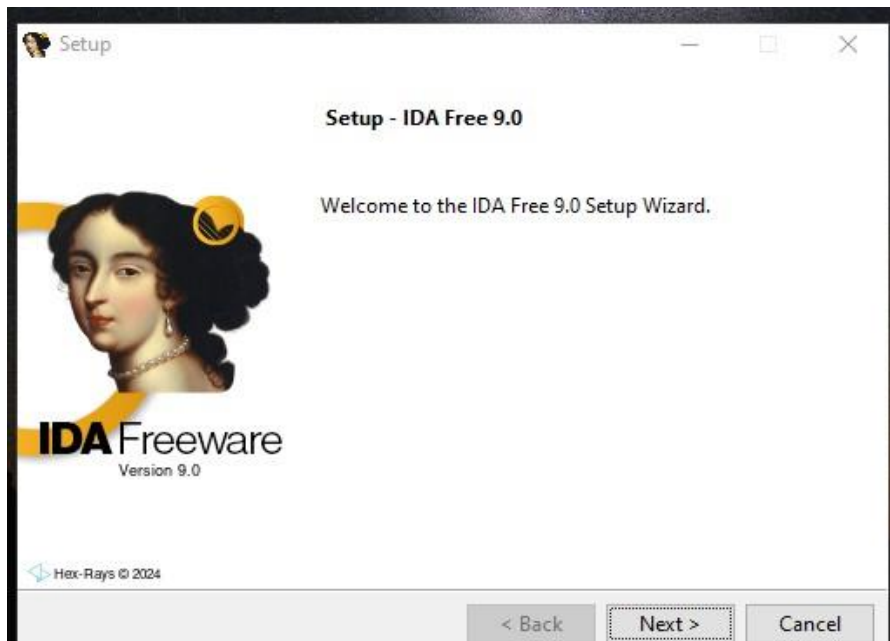 Setup
Setup - IDA Free 9.0
Welcome to the IDA Free 9.0 Setup Wizard.
IDA Freeware
Version 9.0
Hex-Rays © 2024
< Back
Next >
Cancel